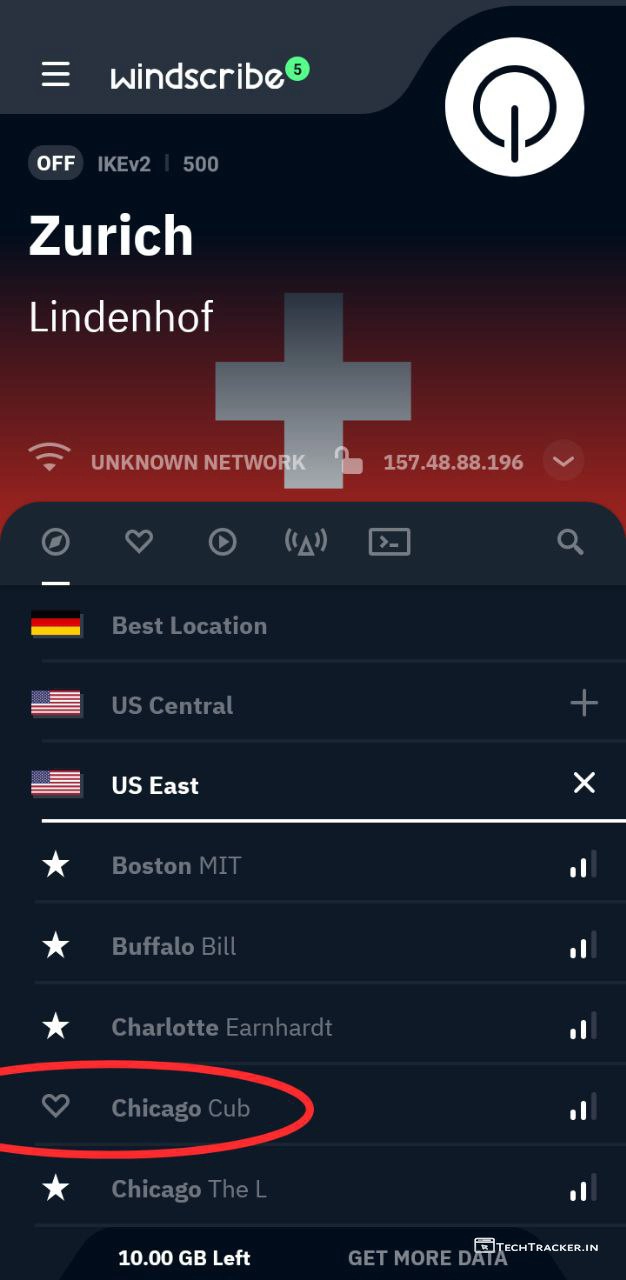 windscribe 5
OFF IKEv2 | 500
Zurich
Lindenhof
UNKNOWN NETWORK 157.48.88.196
Best Location
US Central
US East
Boston MIT
Buffalo Bill
Charlotte Earnhardt
Chicago Cub
Chicago The L
10.00 GB Left GET MORE DATA
TECHTRACKER.IN